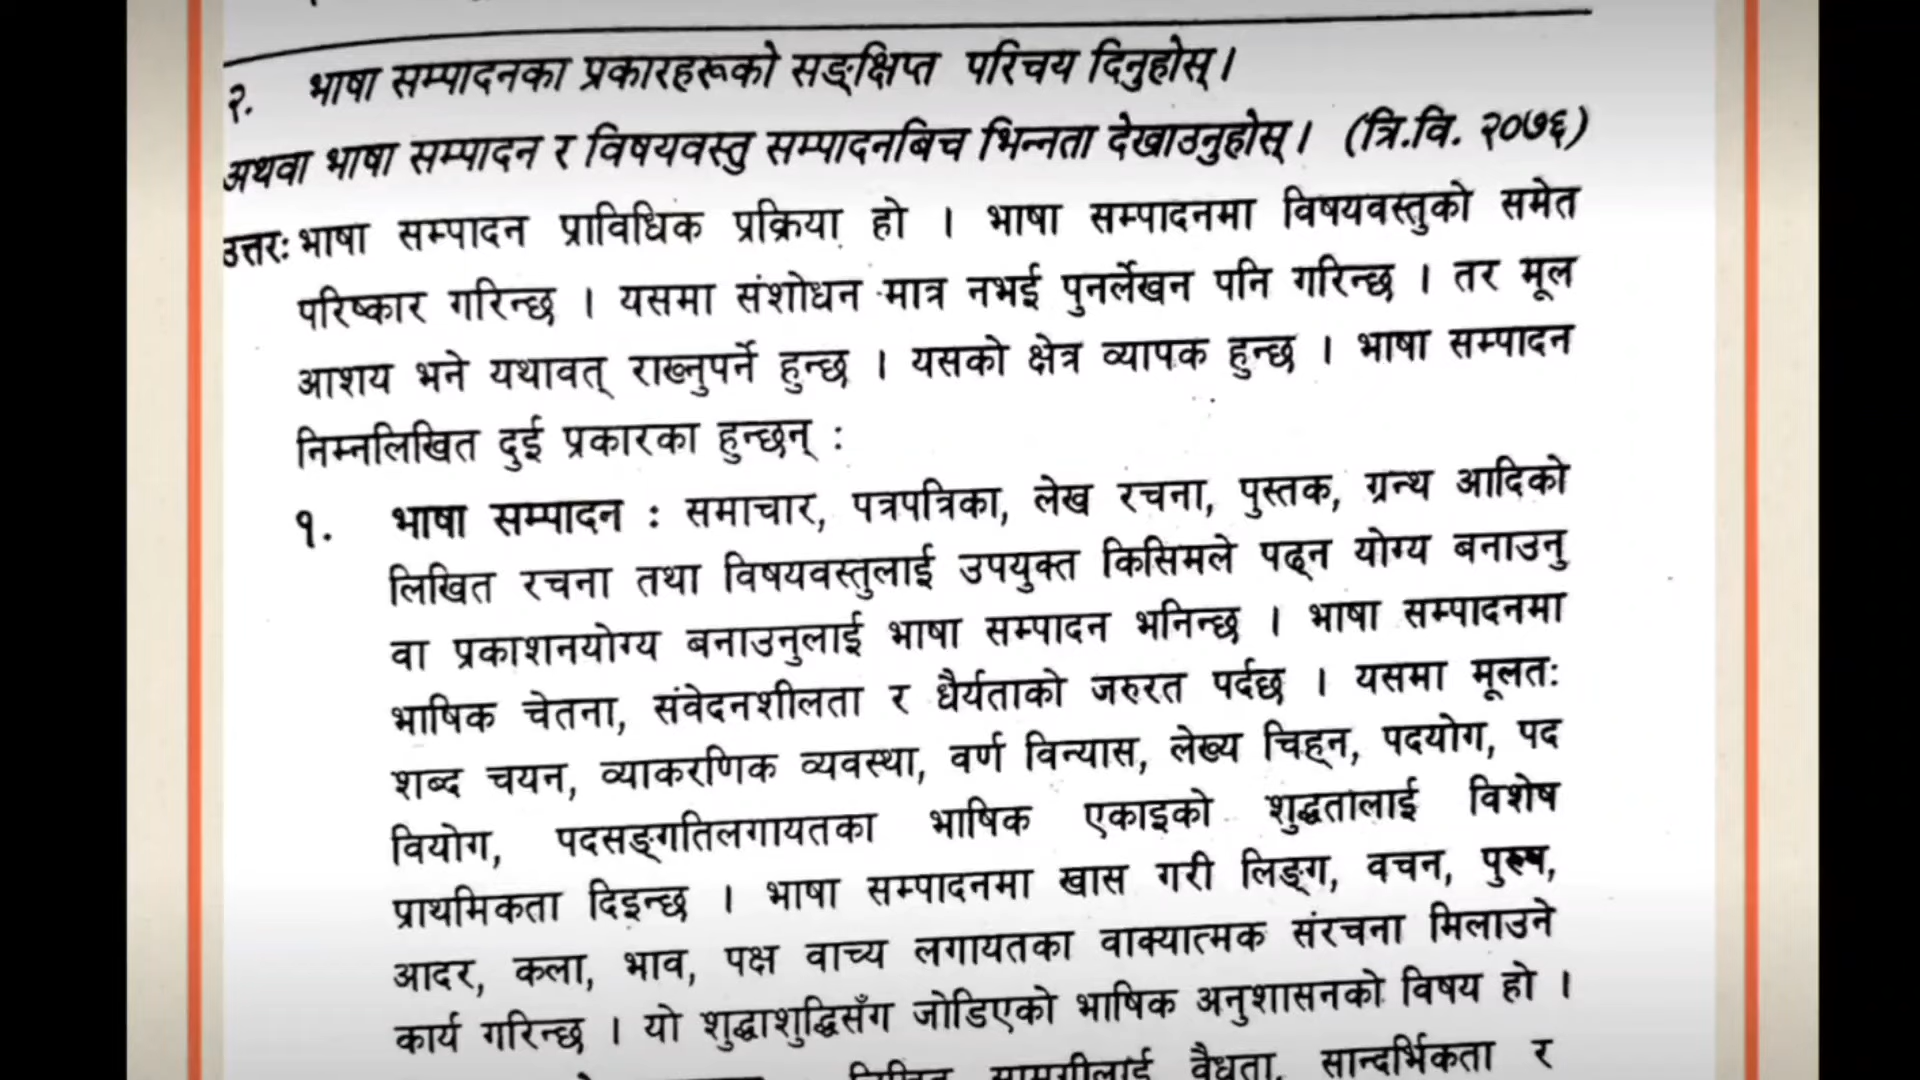 २. भाषा सम्पादनका प्रकारहरूको सङ्क्षिप्त परिचय दिनुहोस्।
अथवा भाषा सम्पादन र विषयवस्तु सम्पादनबिच भिन्नता देखाउनुहोस्। (त्रि.वि. २०७६)
उत्तरः भाषा सम्पादन प्राविधिक प्रक्रिया हो । भाषा सम्पादनमा विषयवस्तुको समेत
परिष्कार गरिन्छ । यसमा संशोधन मात्र नभई पुनर्लेखन पनि गरिन्छ । तर मूल
आशय भने यथावत् राख्नुपर्ने हुन्छ । यसको क्षेत्र व्यापक हुन्छ । भाषा सम्पादन
निम्नलिखित दुई प्रकारका हुन्छन् :
१. भाषा सम्पादन : समाचार, पत्रपत्रिका, लेख रचना, पुस्तक, ग्रन्थ आदिको
लिखित रचना तथा विषयवस्तुलाई उपयुक्त किसिमले पढ्न योग्य बनाउनु
वा प्रकाशनयोग्य बनाउनुलाई भाषा सम्पादन भनिन्छ । भाषा सम्पादनमा
भाषिक चेतना, संवेदनशीलता र धैर्यताको जरुरत पर्दछ । यसमा मूलतः
शब्द चयन, व्याकरणिक व्यवस्था, वर्ण विन्यास, लेख्य चिह्न, पदयोग, पद
वियोग, पदसङ्गतिलगायतका भाषिक एकाइको शुद्धतालाई विशेष
प्राथमिकता दिइन्छ । भाषा सम्पादनमा खास गरी लिङ्ग, वचन, पुरुष,
आदर, कला, भाव, पक्ष वाच्य लगायतका वाक्यात्मक संरचना मिलाउने
कार्य गरिन्छ । यो शुद्धाशुद्धिसँग जोडिएको भाषिक अनुशासनको विषय हो ।
वैधता, सान्दर्भिकता र